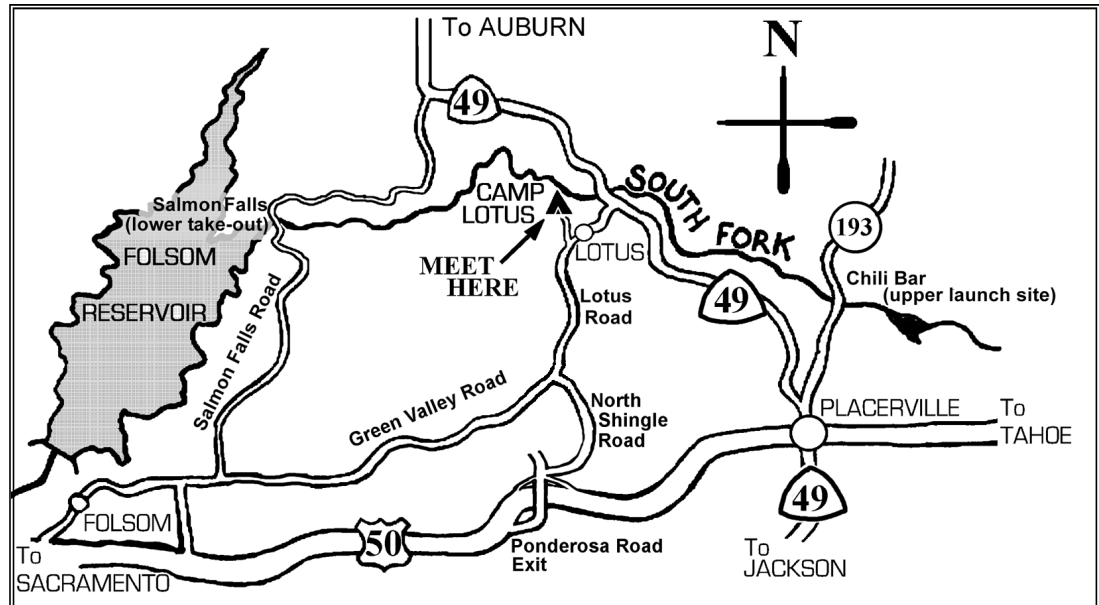 To AUBURN
N
49
SOUTH FORK
CAMP
LOTUS
Salmon Falls
(lower take-out)
FOLSOM
RESERVOIR
193
LOTUS
MEET
HERE
Chili Bar
(upper launch site)
Lotus
Road
49
Salmon Falls Road
Green Valley Road
North
Shingle
Road
PLACERVILLE
To
TAHOE
49
FOLSOM
50
Ponderosa Road
Exit
To
SACRAMENTO
To
JACKSON